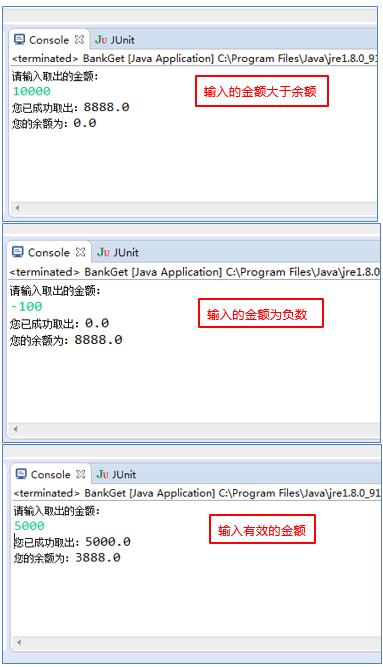 Console JUnit
<terminated> BankGet [Java Application] C:\Program Files\Java\jre1.8.0_91
请输入取出的金额：
10000
您已成功取出：8888.0
您的余额为：0.0
输入的金额大于余额
Console JUnit
<terminated> BankGet [Java Application] C:\Program Files\Java\jre1.8.0
请输入取出的金额：
-100
您已成功取出：0.0
您的余额为：8888.0
输入的金额为负数
Console JUnit
<terminated> BankGet [Java Application] C:\Program Files\Java\jre1.8.0_91
请输入取出的金额：
5000
您已成功取出：5000.0
您的余额为：3888.0
输入有效的金额